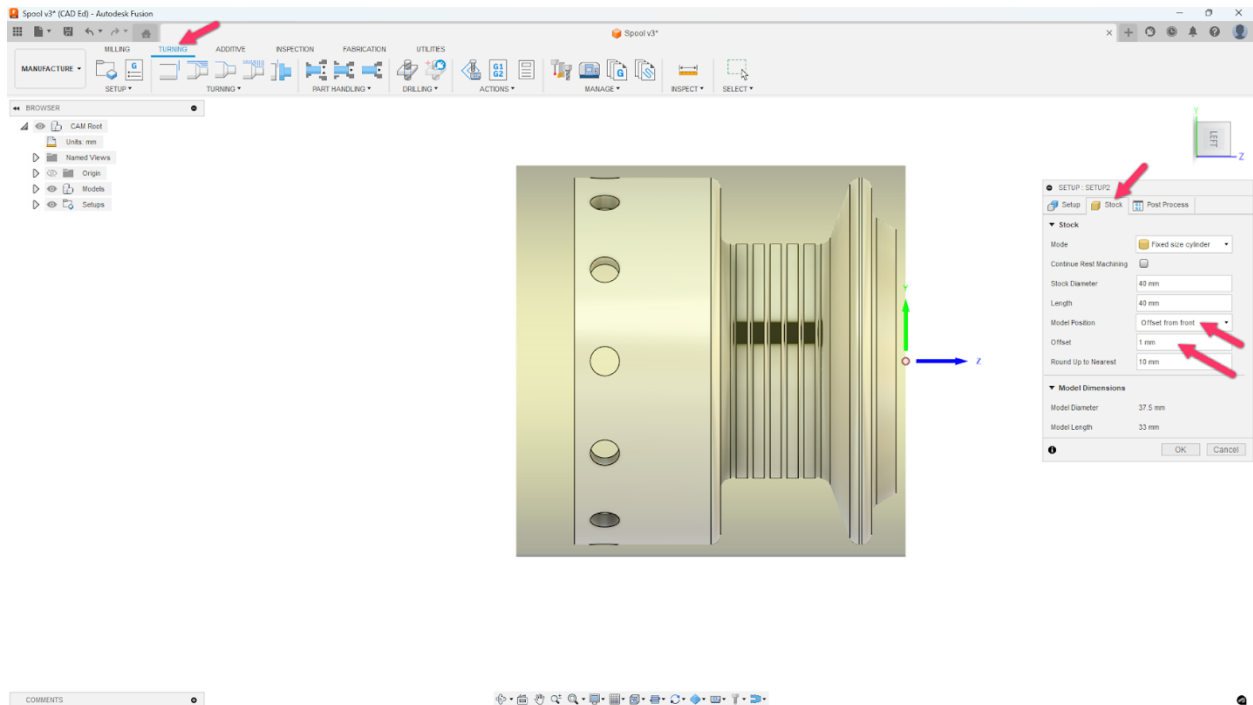 Spool v3* (CAD Ed) - Autodesk Fusion
Spool v3*
MILLING TURNING ADDITIVE INSPECTION FABRICATION UTILITIES
MANUFACTURE
G
G1
G2
G
SETUP TURNING PART HANDLING DRILLING ACTIONS MANAGE INSPECT SELECT
BROWSER
CAM Root
Units: mm
Named Views
Origin
Models
Setups
Y
LEFT
Z
Y
Z
SETUP : SETUP2
Setup Stock Post Process
Stock
Mode Fixed size cylinder
Continue Rest Machining
Stock Diameter 40 mm
Length 40 mm
Model Position Offset from front
Offset 1 mm
Round Up to Nearest 10 mm
Model Dimensions
Model Diameter 37.5 mm
Model Length 33 mm
OK Cancel
COMMENTS